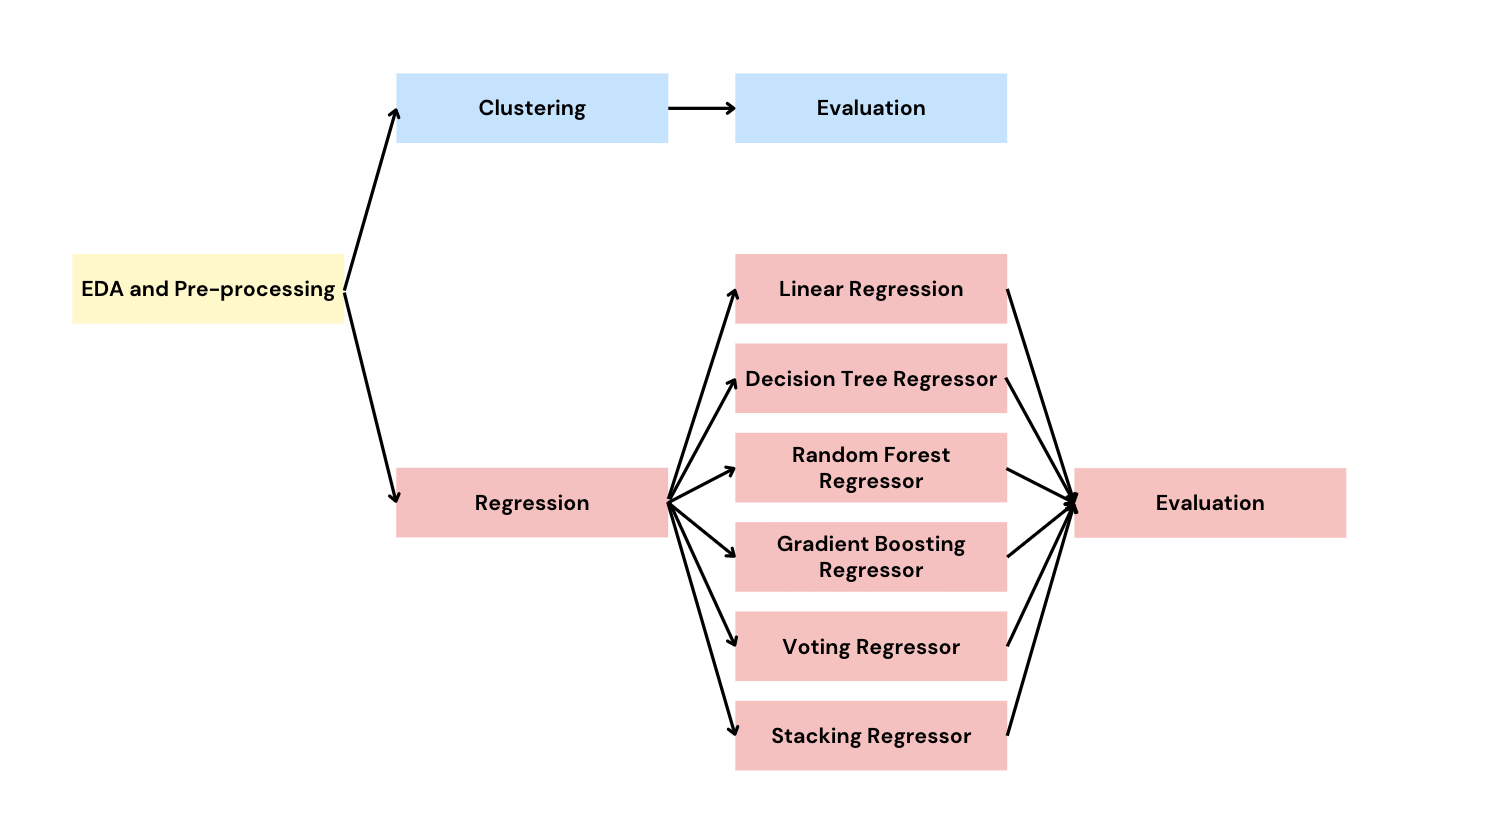 Clustering
Evaluation
EDA and Pre-processing
Linear Regression
Decision Tree Regressor
Random Forest
Regressor
Regression
Evaluation
Gradient Boosting
Regressor
Voting Regressor
Stacking Regressor